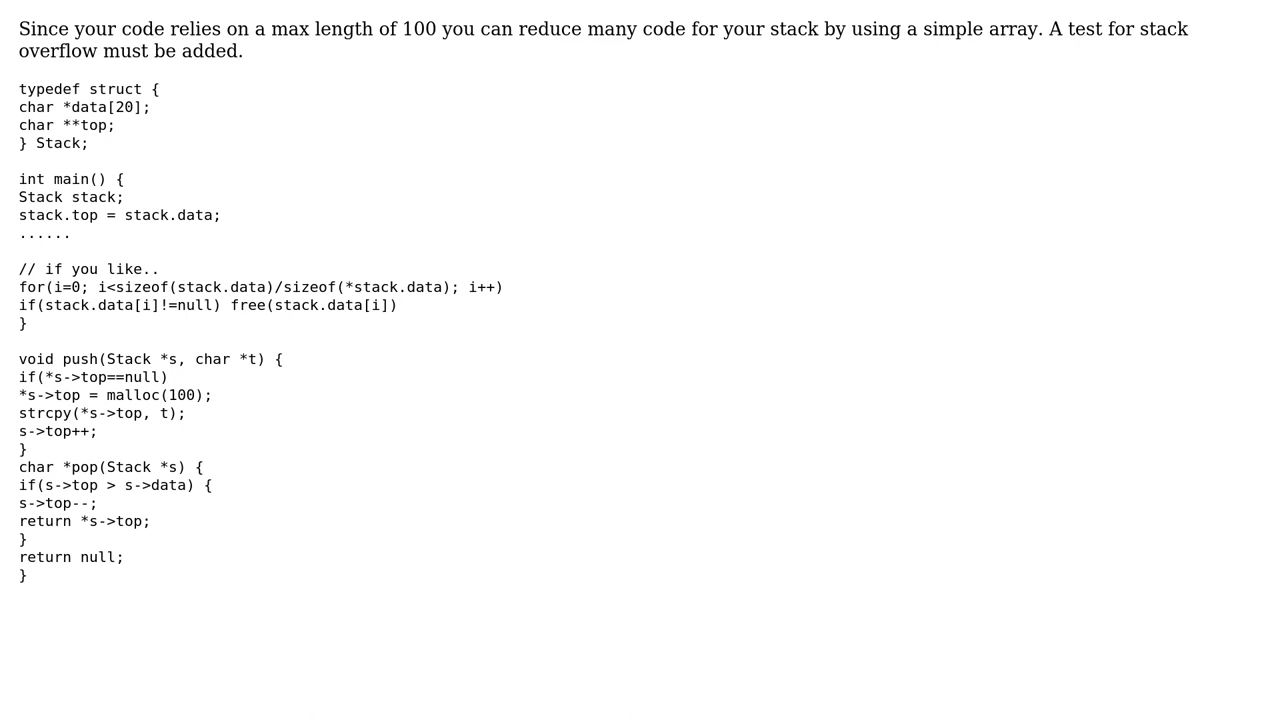 Since your code relies on a max length of 100 you can reduce many code for your stack by using a simple array. A test for stack
overflow must be added.
typedef struct {
char *data[20];
char **top;
} Stack;
int main() {
Stack stack;
stack.top = stack.data;
......
// if you like..
for(i=0; i<sizeof(stack.data)/sizeof(*stack.data); i++)
if(stack.data[i]!=null) free(stack.data[i])
}
void push(Stack *s, char *t) {
if(*s->top==null)
*s->top = malloc(100);
strcpy(*s->top, t);
s->top++;
}
char *pop(Stack *s) {
if(s->top > s->data) {
s->top--;
return *s->top;
}
return null;
}